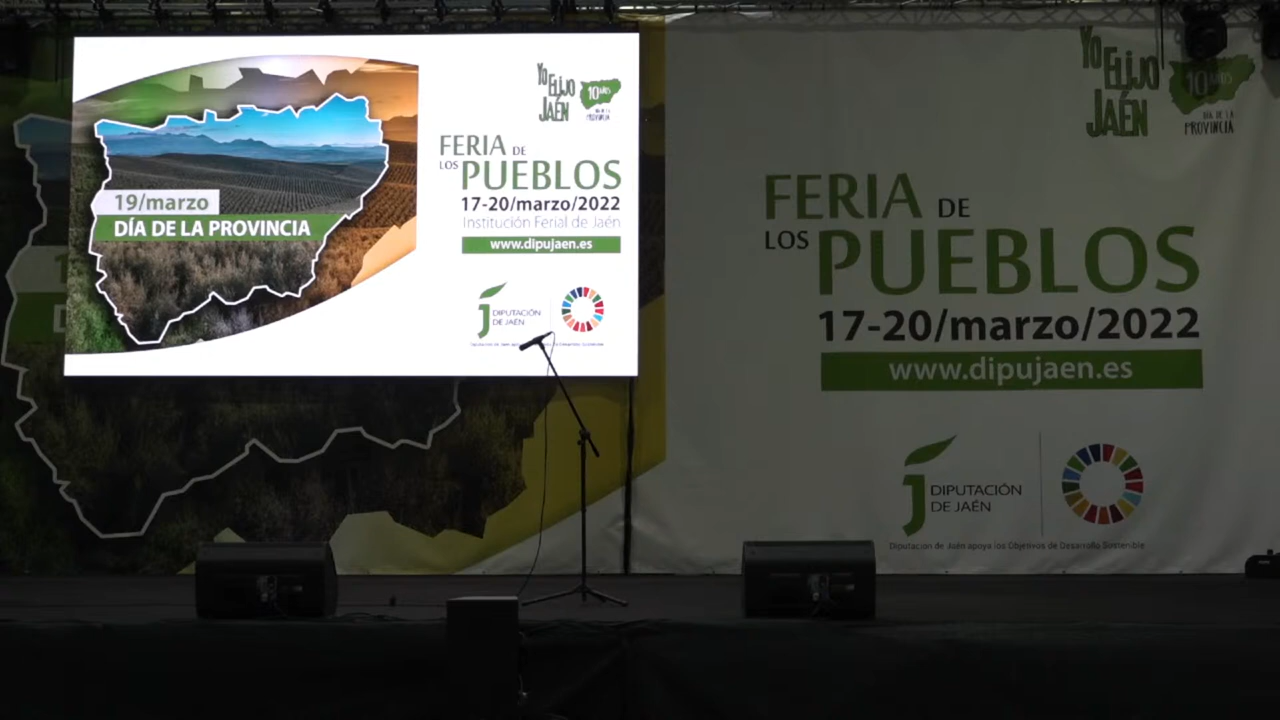 Yo
ELIJO
JAÉN
10 AÑOS
DÍA DE LA
PROVINCIA
FERIA DE
LOS PUEBLOS
17-20/marzo/2022
Institución Ferial de Jaén
www.dipujaen.es
19/marzo
DÍA DE LA PROVINCIA
DIPUTACIÓN
DE JAÉN
Yo
ELIJO
JAÉN
10 AÑOS
DÍA DE LA
PROVINCIA
FERIA DE
LOS PUEBLOS
17-20/marzo/2022
www.dipujaen.es
DIPUTACIÓN
DE JAÉN
Diputación de Jaén apoya los Objetivos de Desarrollo Sostenible